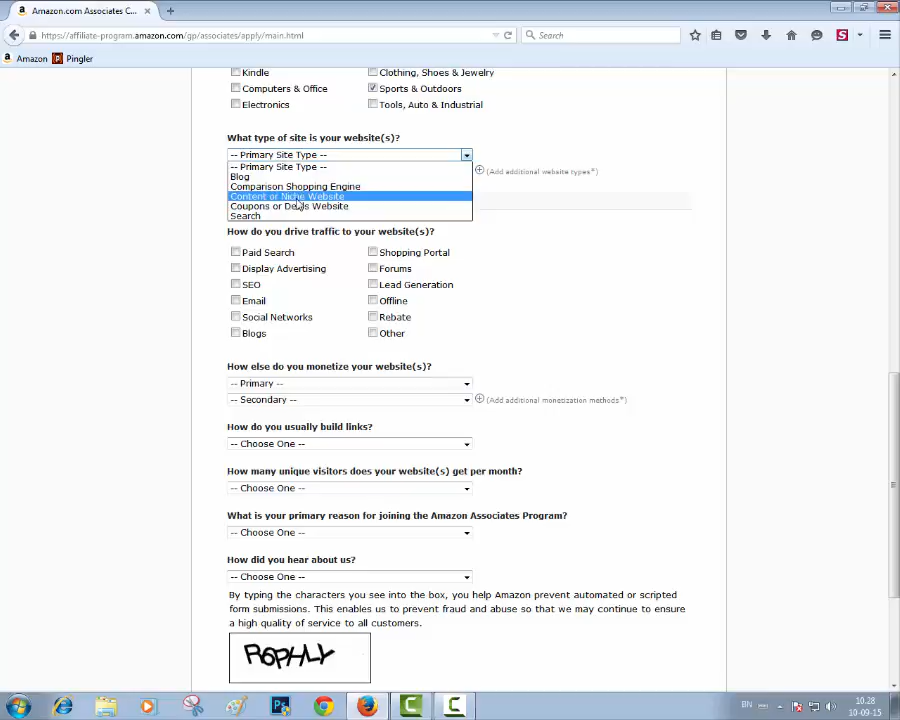 Amazon.com Associates C...
https://affiliate-program.amazon.com/gp/associates/apply/main.html
Search
Amazon Pingler
Kindle Clothing, Shoes & Jewelry
Computers & Office Sports & Outdoors
Electronics Tools, Auto & Industrial
What type of site is your website(s)?
-- Primary Site Type --
-- Primary Site Type --
(Add additional website types*)
Blog
Comparison Shopping Engine
Content or Niche Website
Coupons or Deals Website
Search
How do you drive traffic to your website(s)?
Paid Search Shopping Portal
Display Advertising Forums
SEO Lead Generation
Email Offline
Social Networks Rebate
Blogs Other
How else do you monetize your website(s)?
-- Primary --
-- Secondary -- (Add additional monetization methods*)
How do you usually build links?
-- Choose One --
How many unique visitors does your website(s) get per month?
-- Choose One --
What is your primary reason for joining the Amazon Associates Program?
-- Choose One --
How did you hear about us?
-- Choose One --
By typing the characters you see into the box, you help Amazon prevent automated or scripted
form submissions. This enables us to prevent fraud and abuse so that we may continue to ensure
a high quality of service to all customers.
BN 10:28
10-09-15